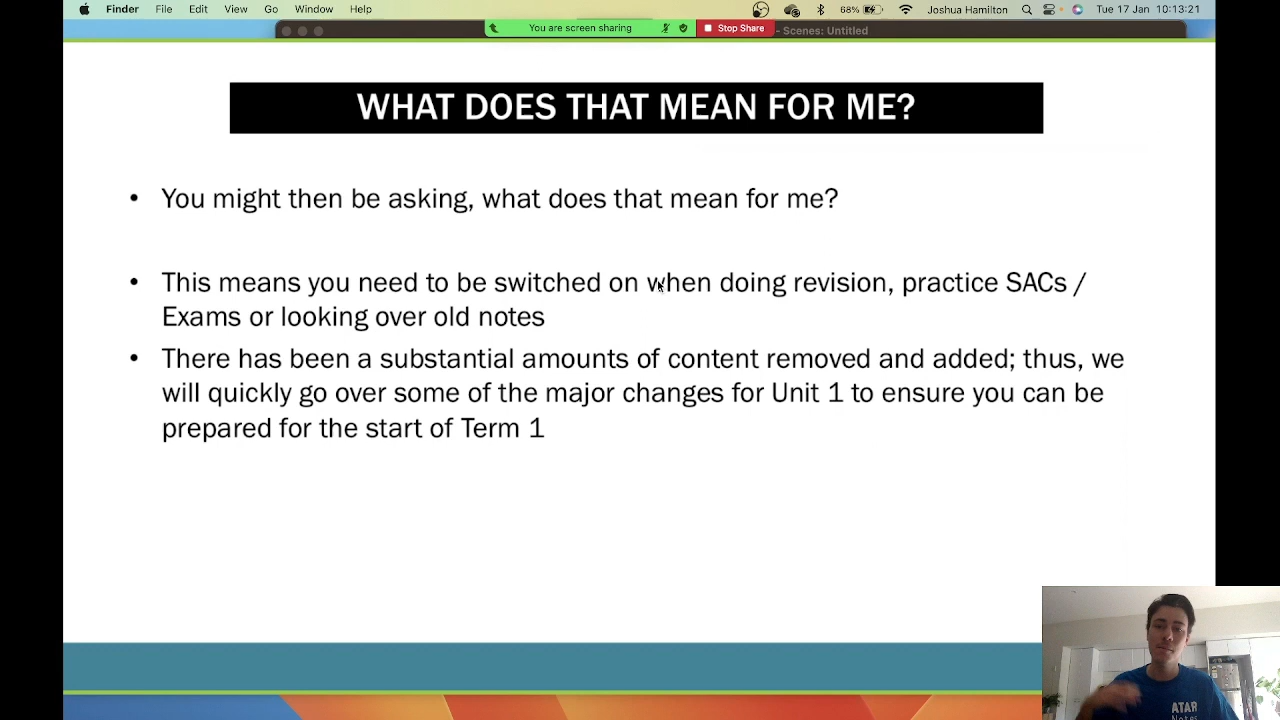 Finder File Edit View Go Window Help 68% Joshua Hamilton Tue 17 Jan 10:13:21
You are screen sharing Stop Share - Scenes: Untitled
WHAT DOES THAT MEAN FOR ME?
• You might then be asking, what does that mean for me?
• This means you need to be switched on when doing revision, practice SACs /
Exams or looking over old notes
• There has been a substantial amounts of content removed and added; thus, we
will quickly go over some of the major changes for Unit 1 to ensure you can be
prepared for the start of Term 1
ATAR
Notes